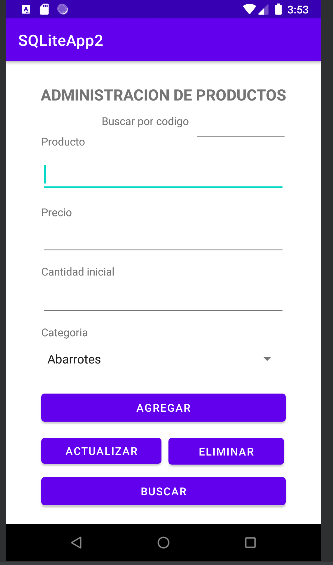 3:53
SQLiteApp2
ADMINISTRACION DE PRODUCTOS
Buscar por codigo
Producto
Precio
Cantidad inicial
Categoria
Abarrotes
AGREGAR
ACTUALIZAR ELIMINAR
BUSCAR